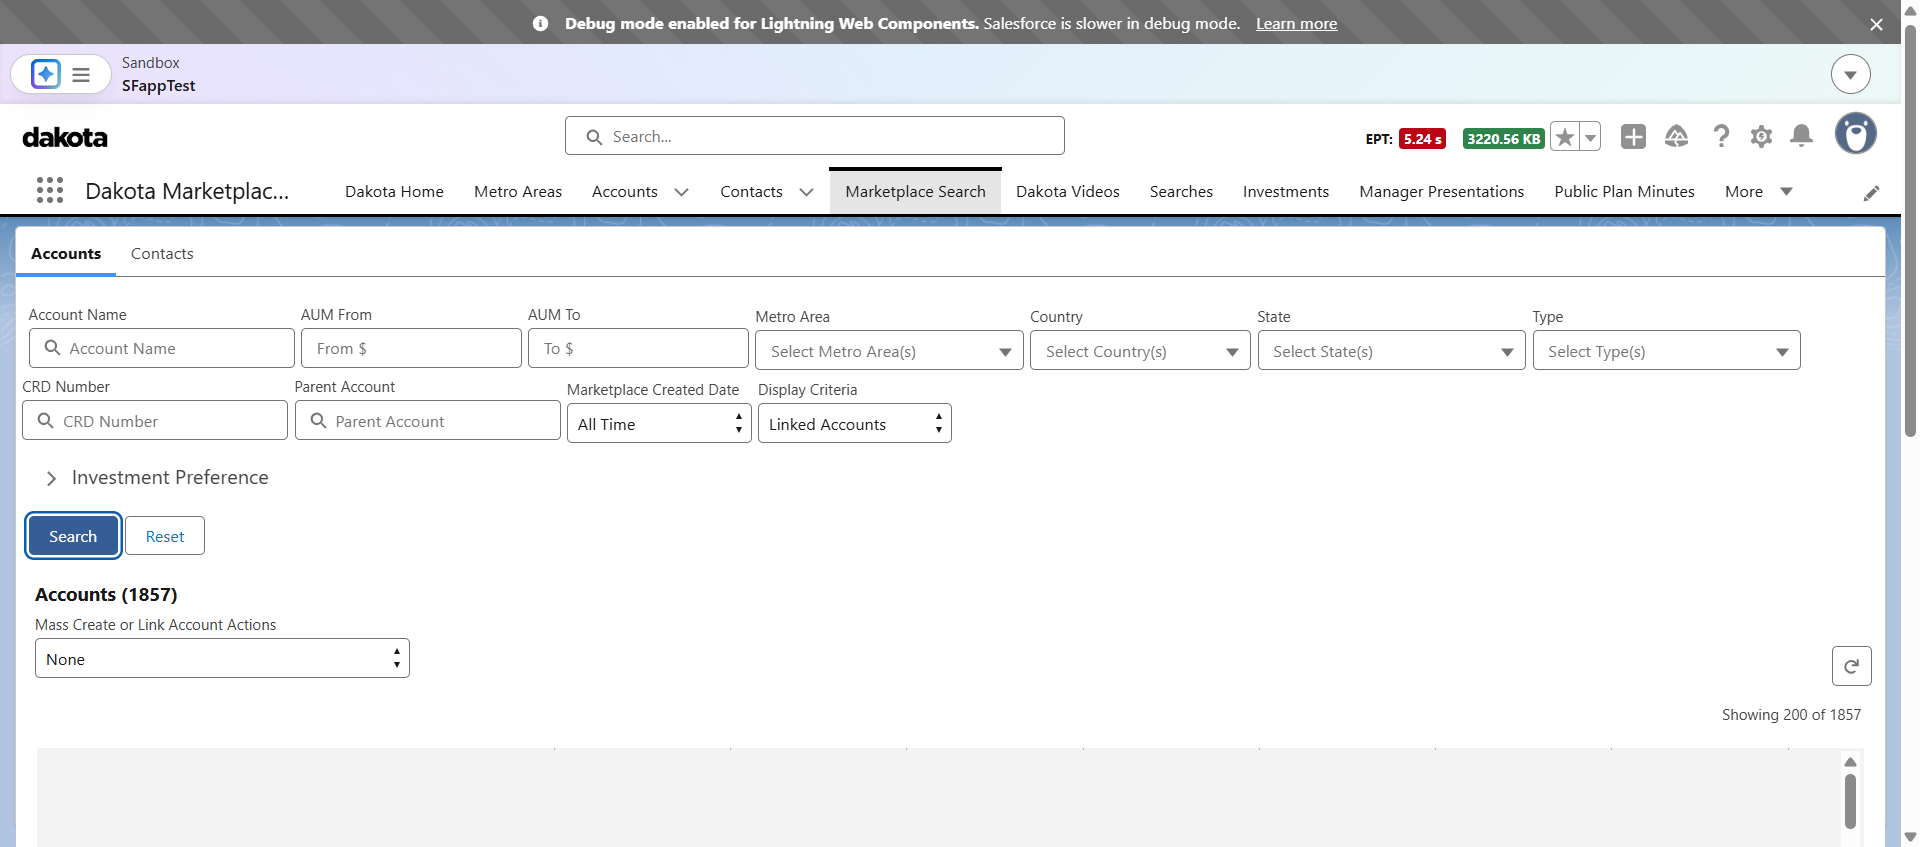 Debug mode enabled for Lightning Web Components. Salesforce is slower in debug mode. Learn more
Sandbox
SFappTest
dakota
Search...
EPT: 5.24 s 3220.56 KB
Dakota Marketplac...
Dakota Home Metro Areas Accounts Contacts Marketplace Search Dakota Videos Searches Investments Manager Presentations Public Plan Minutes More
Accounts Contacts
Account Name AUM From AUM To Metro Area Country State Type
Account Name From $ To $ Select Metro Area(s) Select Country(s) Select State(s) Select Type(s)
CRD Number Parent Account Marketplace Created Date Display Criteria
CRD Number Parent Account All Time Linked Accounts
Investment Preference
Search Reset
Accounts (1857)
Mass Create or Link Account Actions
None
Showing 200 of 1857